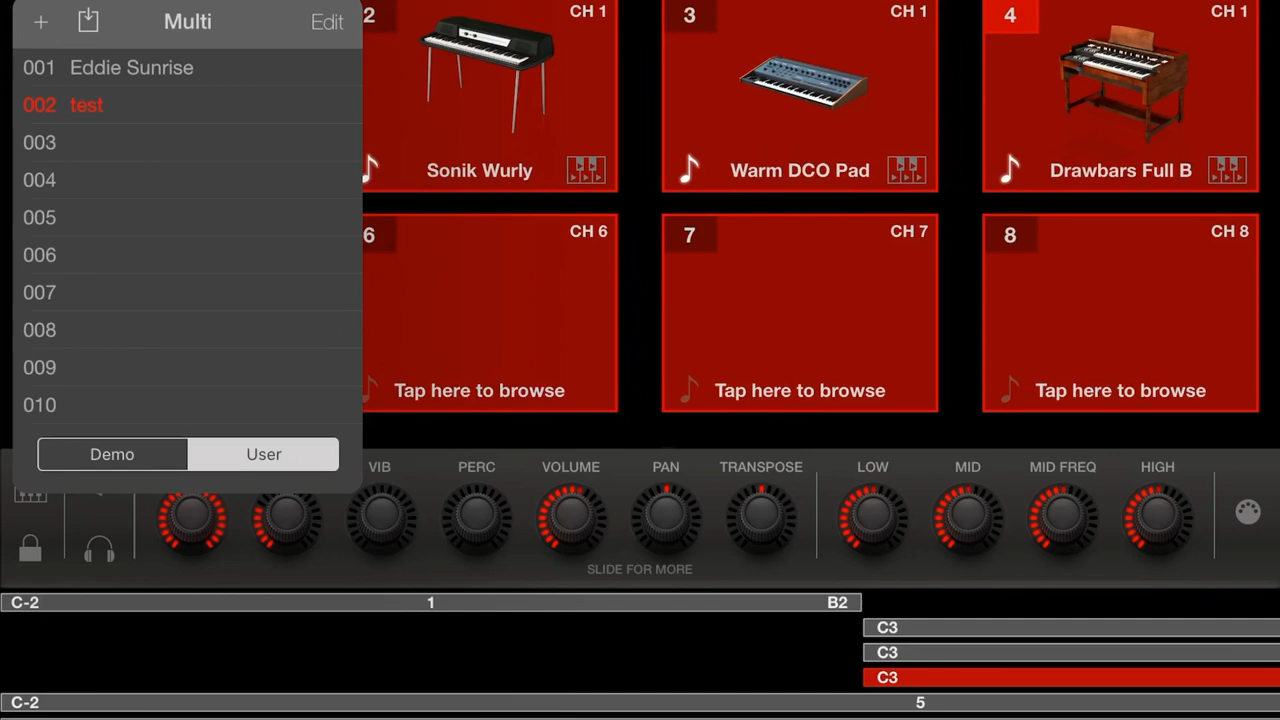 Multi
Edit
001 Eddie Sunrise
002 test
003
004
005
006
007
008
009
010
Demo
User
2
CH 1
Sonik Wurly
3
CH 1
Warm DCO Pad
4
CH 1
Drawbars Full B
6
CH 6
Tap here to browse
7
CH 7
Tap here to browse
8
CH 8
Tap here to browse
VIB
PERC
VOLUME
PAN
TRANSPOSE
LOW
MID
MID FREQ
HIGH
SLIDE FOR MORE
C-2 1 B2
C3
C3
C3
C-2 5